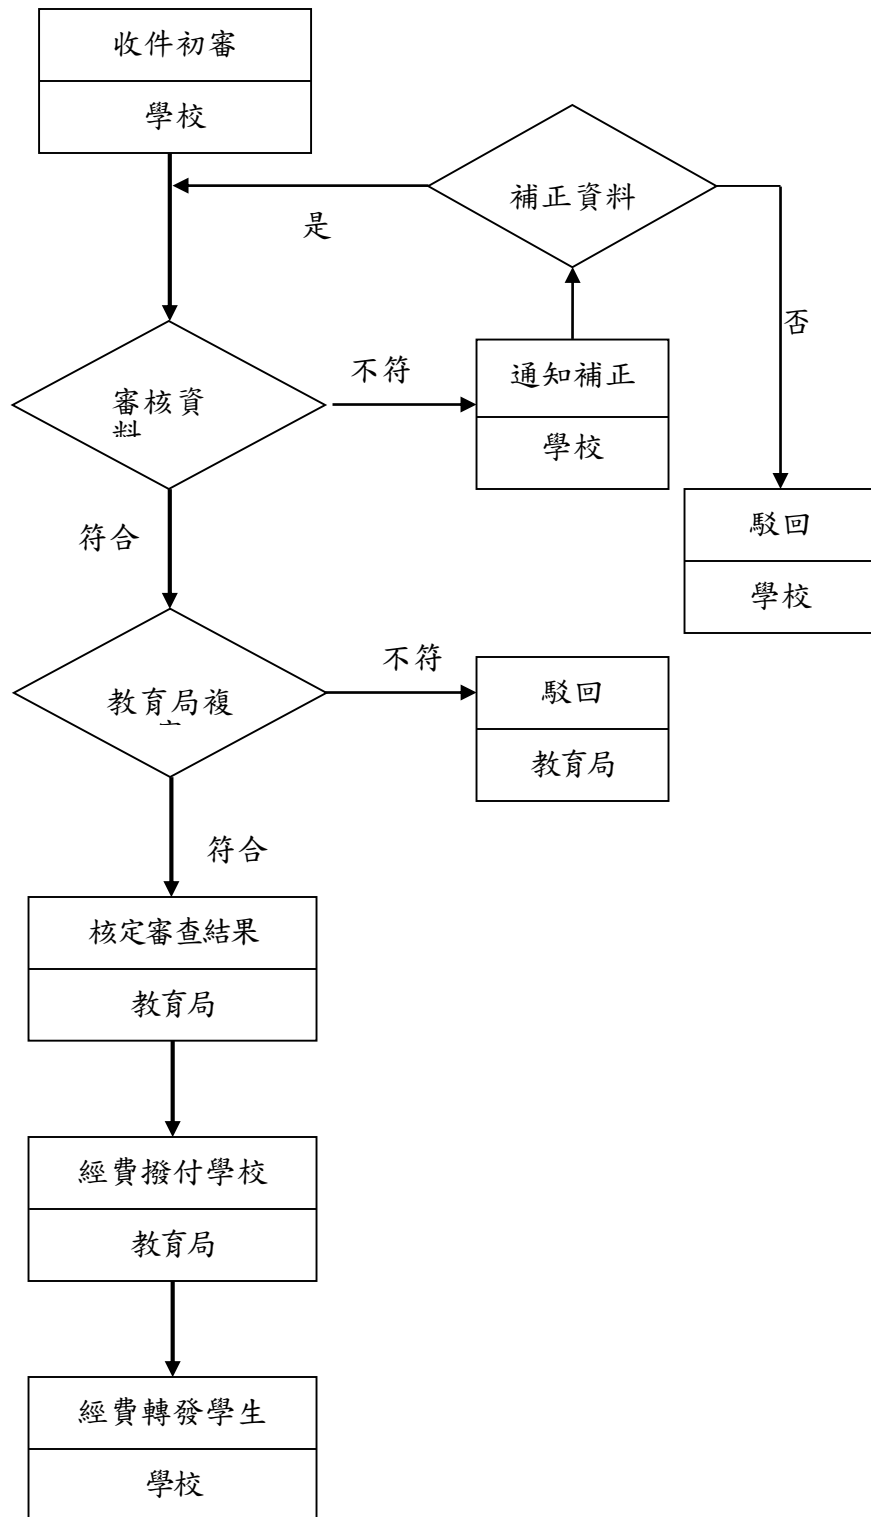 收件初審
學校
補正資料
是
否
不符
通知補正
學校
審核資
料
符合
駁回
學校
不符
教育局複
駁回
教育局
符合
核定審查結果
教育局
經費撥付學校
教育局
經費轉發學生
學校